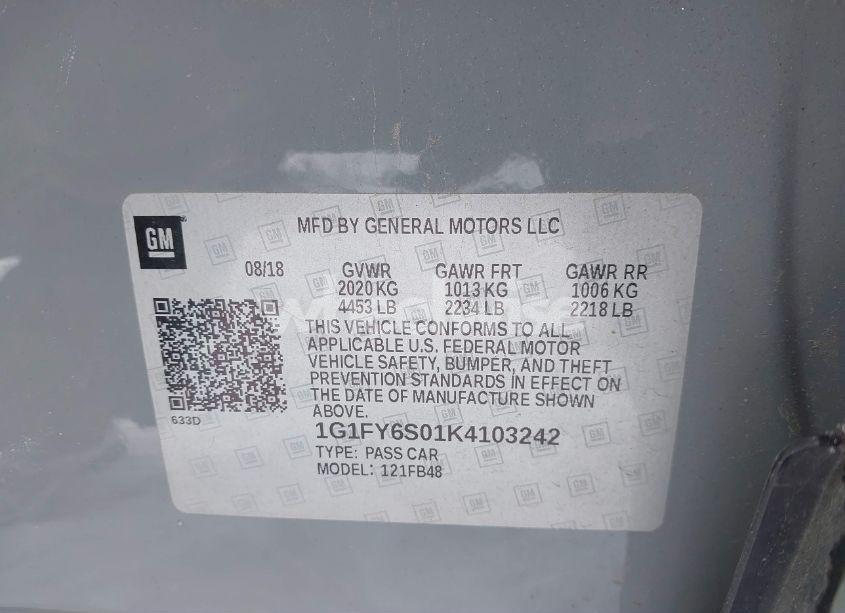 GM
MFD BY GENERAL MOTORS LLC
08/18 GVWR GAWR FRT GAWR RR
2020 KG 1013 KG 1006 KG
4453 LB 2234 LB 2218 LB
THIS VEHICLE CONFORMS TO ALL
APPLICABLE U.S. FEDERAL MOTOR
VEHICLE SAFETY, BUMPER, AND THEFT
PREVENTION STANDARDS IN EFFECT ON
THE DATE OF MANUFACTURE SHOWN
ABOVE.
633D
1G1FY6S01K4103242
TYPE: PASS CAR
MODEL: 121FB48